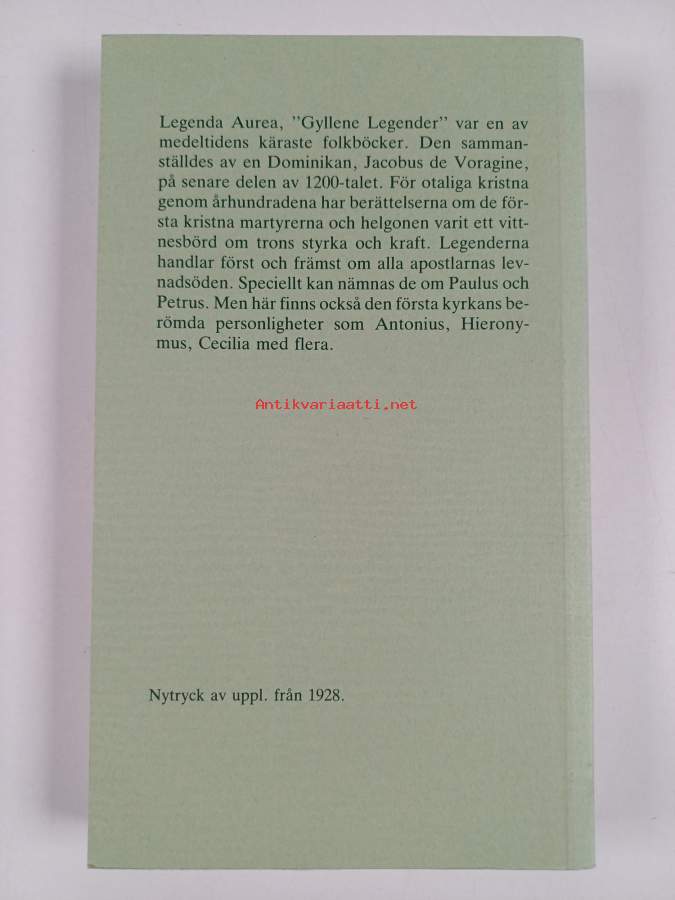 Legenda Aurea, ”Gyllene Legender” var en av
medeltidens käraste folkböcker. Den samman-
ställdes av en Dominikan, Jacobus de Voragine,
på senare delen av 1200-talet. För otaliga kristna
genom århundradena har berättelserna om de för-
sta kristna martyrerna och helgonen varit ett vitt-
nesbörd om trons styrka och kraft. Legenderna
handlar först och främst om alla apostlarnas lev-
nadsöden. Speciellt kan nämnas de om Paulus och
Petrus. Men här finns också den första kyrkans be-
römda personligheter som Antonius, Hierony-
mus, Cecilia med flera.
Antikvariaatti.net
Nytryck av uppl. från 1928.